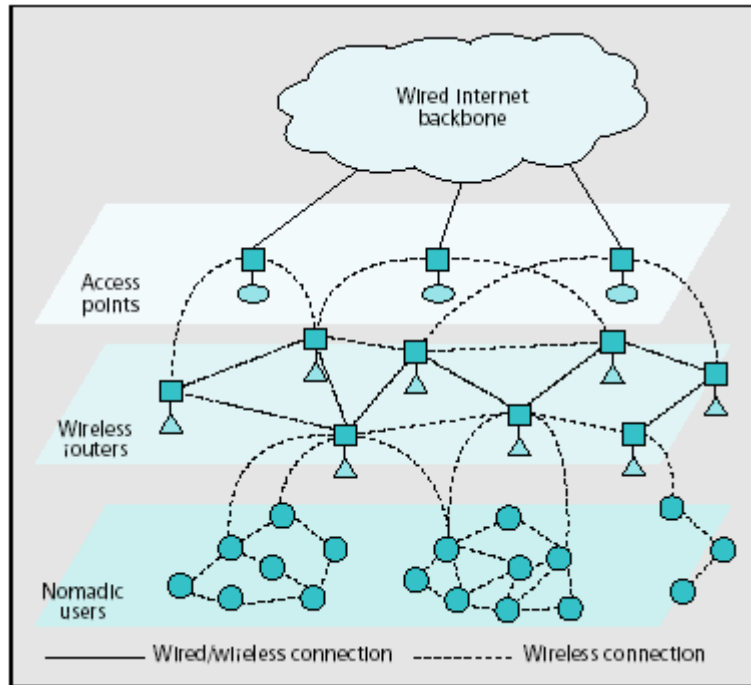 Wired Internet
backbone
Access
points
Wireless
routers
Nomadic
users
Wired/wireless connection
Wireless connection